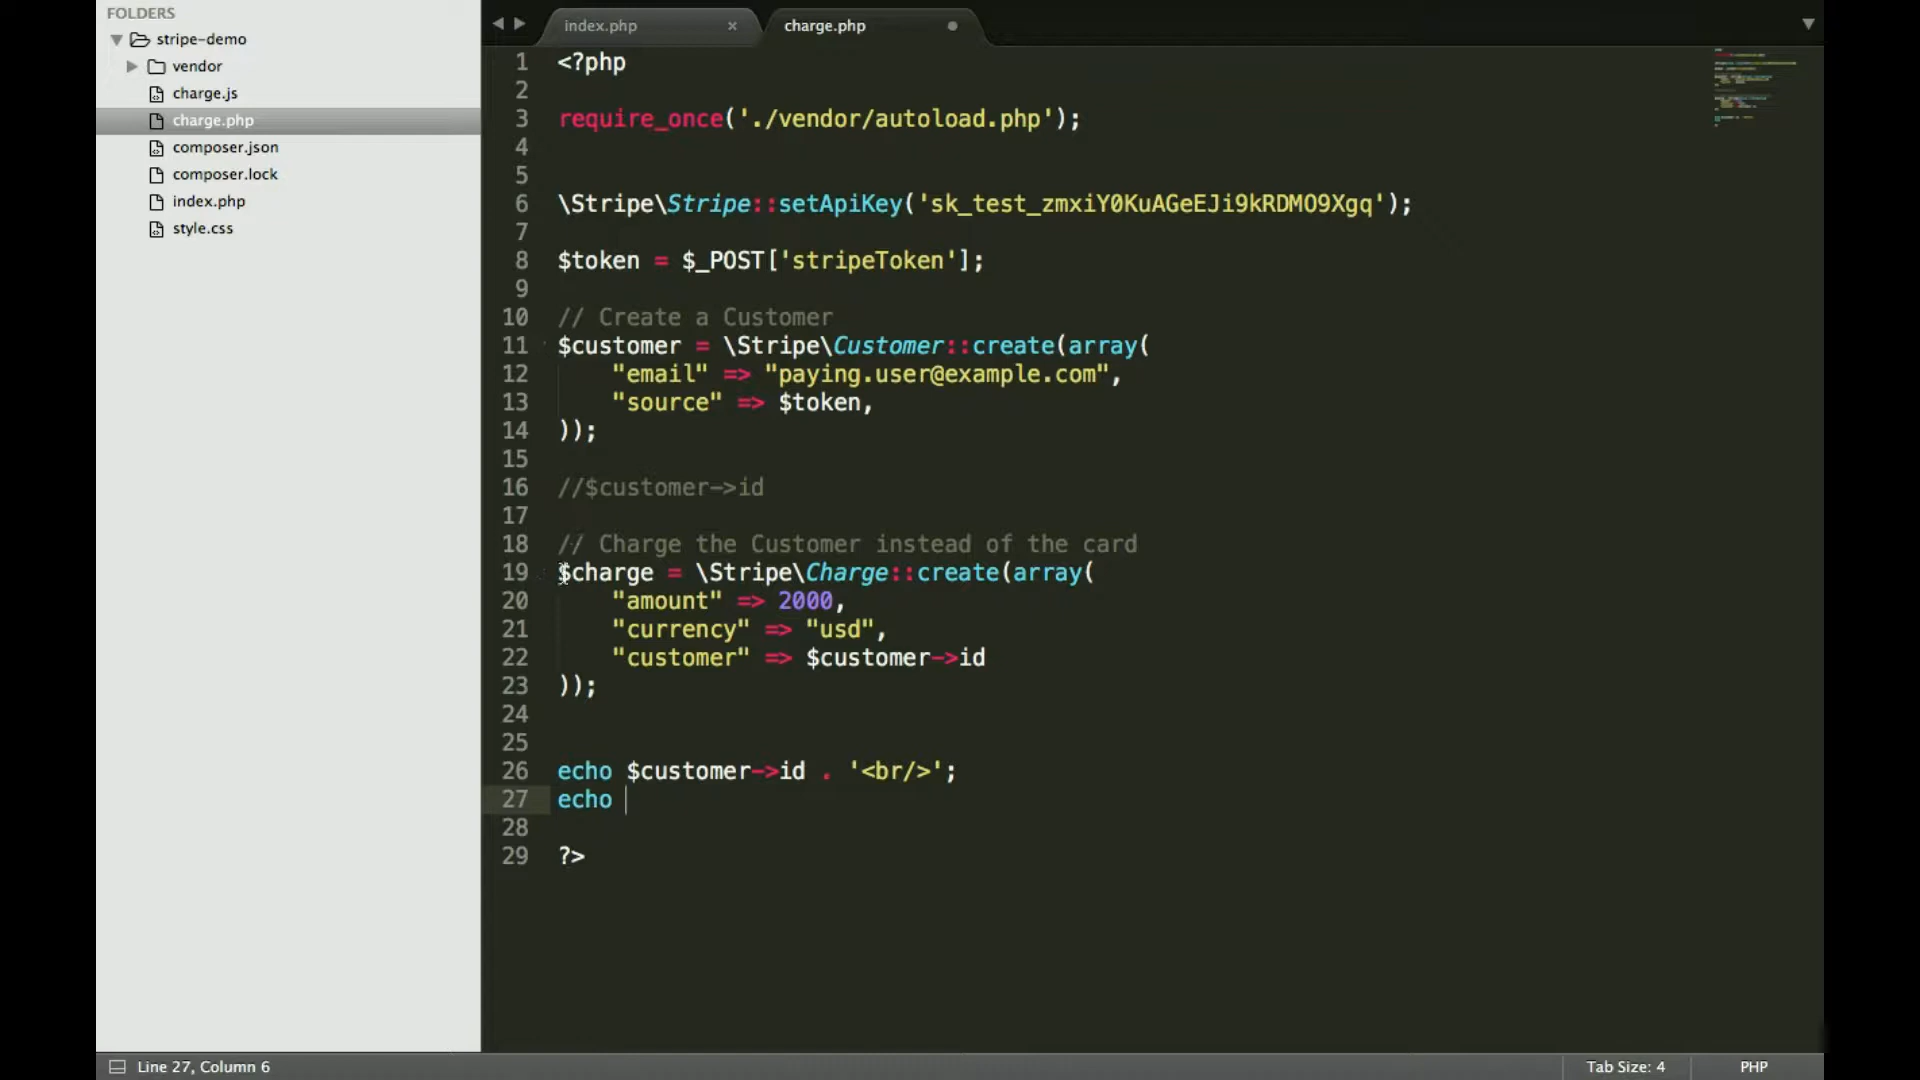 FOLDERS
stripe-demo
vendor
charge.js
charge.php
composer.json
composer.lock
index.php
style.css
index.php
charge.php
1 <?php
2
3 require_once('./vendor/autoload.php');
4
5
6 \Stripe\Stripe::setApiKey('sk_test_zmxiY0KuAGeEJi9kRDMO9Xgq');
7
8 $token = $_POST['stripeToken'];
9
10 // Create a Customer
11 $customer = \Stripe\Customer::create(array(
12 "email" => "paying.user@example.com",
13 "source" => $token,
14 ));
15
16 //$customer->id
17
18 // Charge the Customer instead of the card
19 $charge = \Stripe\Charge::create(array(
20 "amount" => 2000,
21 "currency" => "usd",
22 "customer" => $customer->id
23 ));
24
25
26 echo $customer->id . '<br/>';
27 echo
28
29 ?>
Line 27, Column 6
Tab Size: 4
PHP